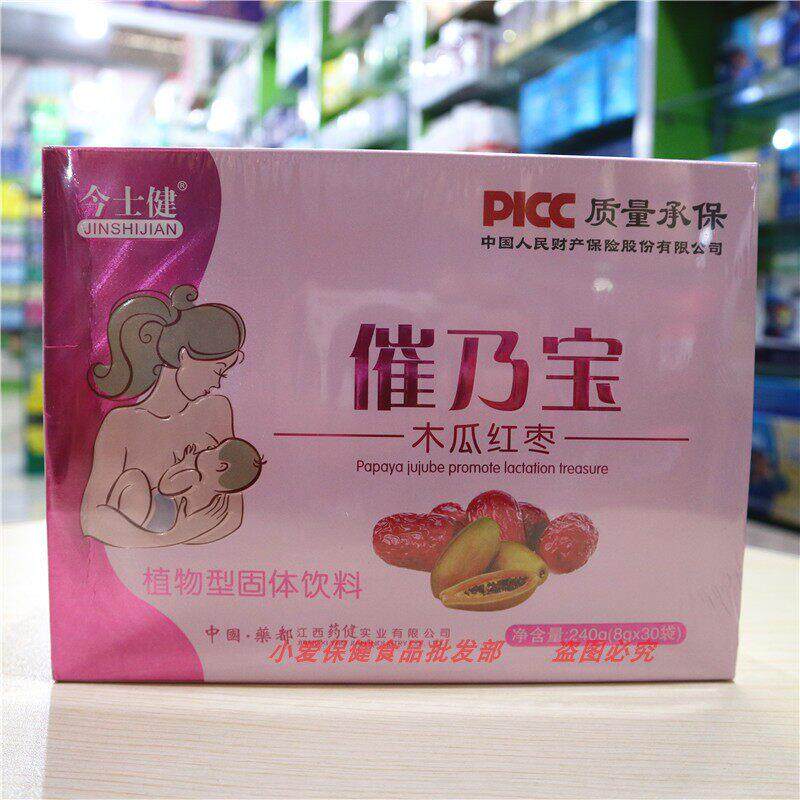 今士健®
JINSHIJIAN
PICC 质量承保
中国人民财产保险股份有限公司
催乃宝
木瓜红枣
Papaya jujube promote lactation treasure
植物型固体饮料
中國·藥都江西药健实业有限公司
净含量:240g(8g×30袋)
小爱保健食品批发部 盗图必究